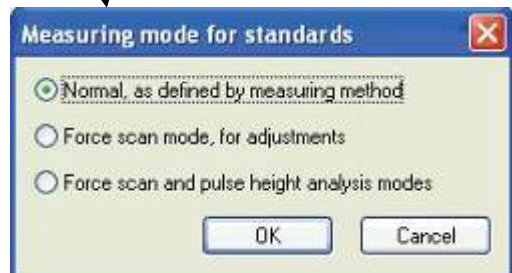 Measuring mode for standards
Normal, as defined by measuring method
Force scan mode, for adjustments
Force scan and pulse height analysis modes
OK Cancel